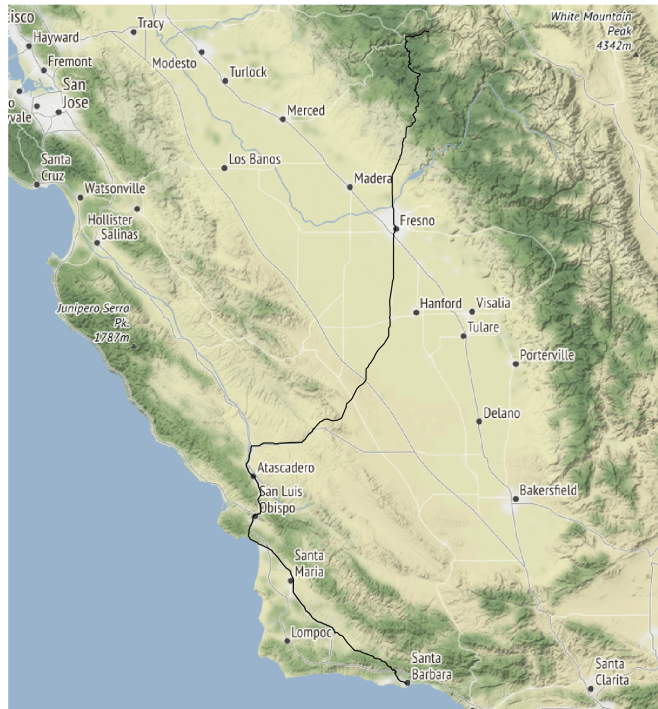 isco
Tracy
White Mountain
Peak
4342m
Hayward
Modesto
Fremont
Turlock
San
Jose
o
vale
Merced
Santa
Cruz
Los Banos
Madera
Watsonville
Hollister
Salinas
Fresno
Junipero Serra
Pk.
1787m
Hanford
Visalia
Tulare
Porterville
Delano
Atascadero
San Luis
Obispo
Bakersfield
Santa
Maria
Lompoc
Santa
Barbara
Santa
Clarita